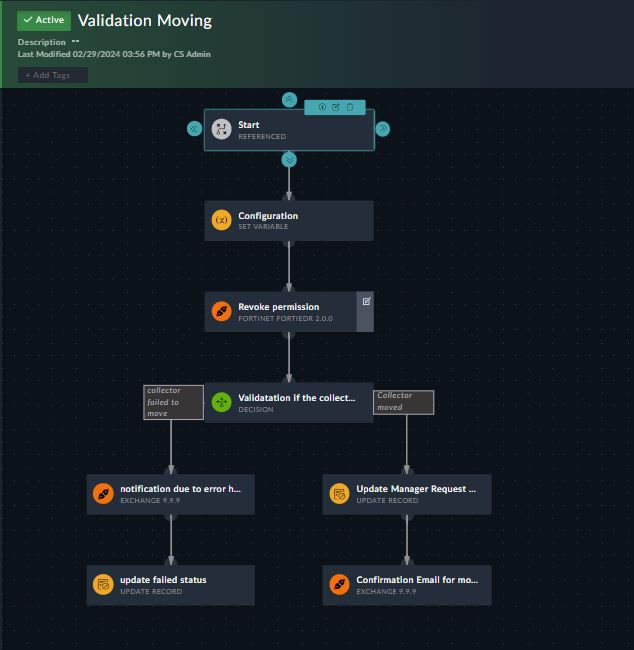 Active
Validation Moving
Description --
Last Modified 02/29/2024 03:56 PM by CS Admin
+ Add Tags
Start
REFERENCED
Configuration
SET VARIABLE
Revoke permission
FORTINET FORTIEDR 2.0.0
collector
failed to
move
Validatation if the collect...
DECISION
Collector
moved
notification due to error h...
EXCHANGE 9.9.9
Update Manager Request ...
UPDATE RECORD
update failed status
UPDATE RECORD
Confirmation Email for mo...
EXCHANGE 9.9.9